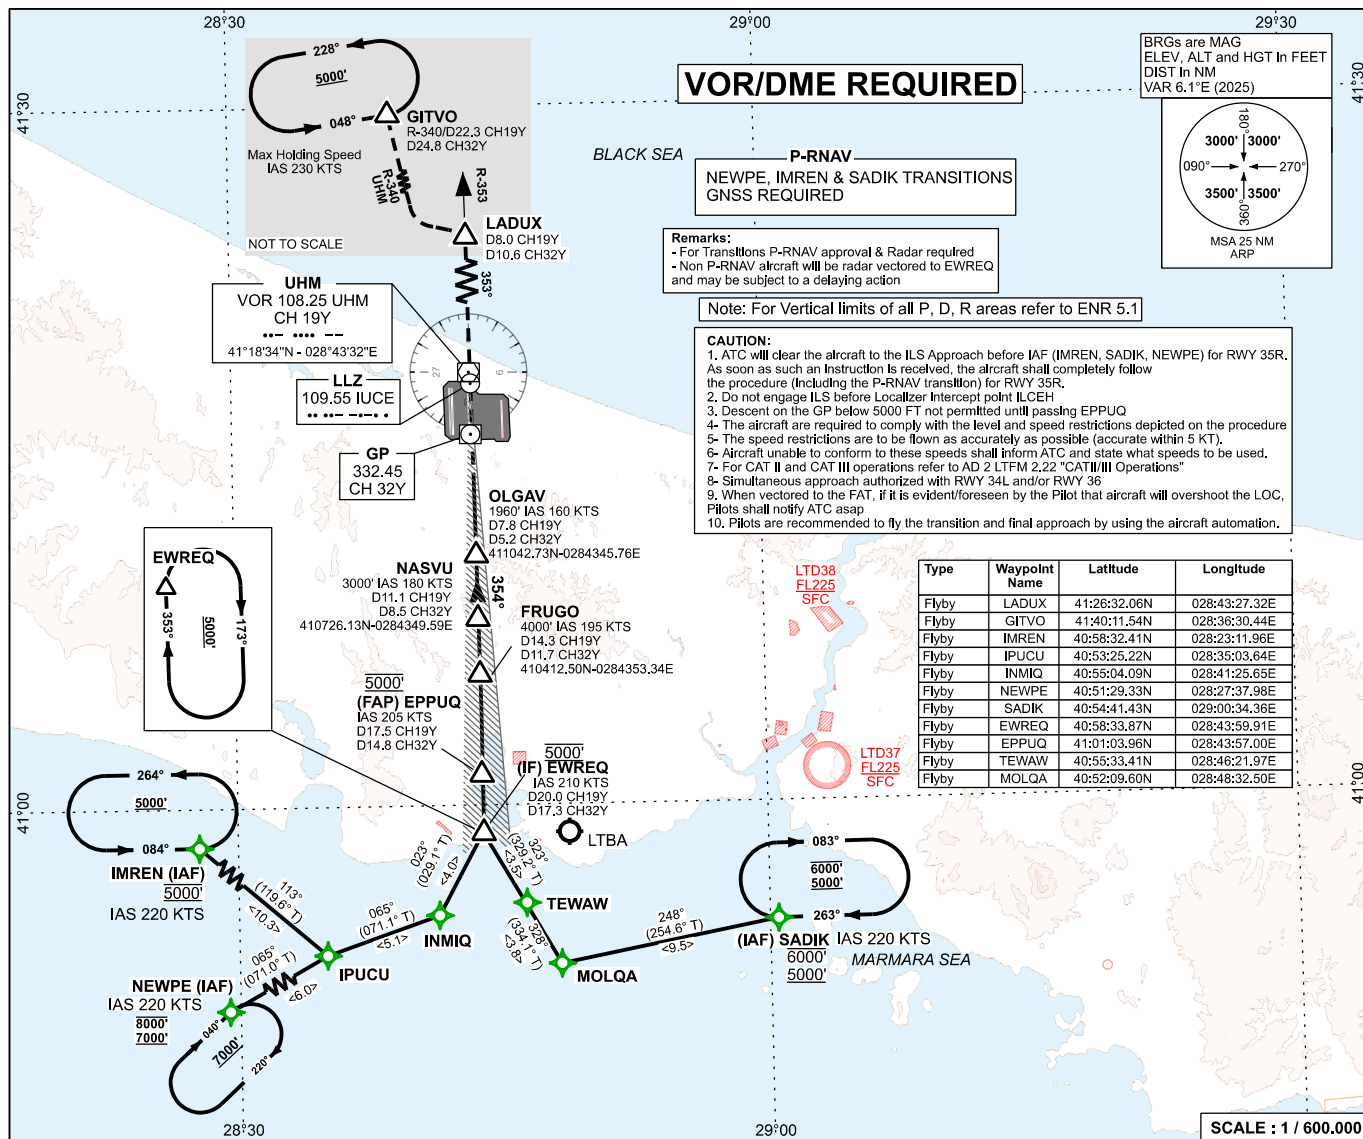 28°30'
29°00'
29°30'
41°30'
41°30'
228°
5000'
048°
GITVO
R-340/D22.3 CH19Y
D24.8 CH32Y
Max Holding Speed
IAS 230 KTS
R-340
UHM
R-353
LADUX
D8.0 CH19Y
D10.6 CH32Y
NOT TO SCALE
353°
VOR/DME REQUIRED
BLACK SEA
P-RNAV
NEWPE, IMREN & SADIK TRANSITIONS
GNSS REQUIRED
BRGs are MAG
ELEV, ALT and HGT In FEET
DIST In NM
VAR 6.1°E (2025)
180°
3000' 3000'
090° 270°
3500' 3500'
360°
MSA 25 NM
ARP
Remarks:
- For Transitions P-RNAV approval & Radar required
- Non P-RNAV aircraft will be radar vectored to EWREQ
and may be subject to a delaying action
Note: For Vertical limits of all P, D, R areas refer to ENR 5.1
UHM
VOR 108.25 UHM
CH 19Y
··− ···· −−
41°18'34"N - 028°43'32"E
27
9
LLZ
109.55 IUCE
·· ··− −·−· ·
GP
332.45
CH 32Y
CAUTION:
1. ATC will clear the aircraft to the ILS Approach before IAF (IMREN, SADIK, NEWPE) for RWY 35R.
As soon as such an instruction is received, the aircraft shall completely follow
the procedure (including the P-RNAV transition) for RWY 35R.
2. Do not engage ILS before Localizer Intercept point ILCEH
3. Descent on the GP below 5000 FT not permitted until passing EPPUQ
4- The aircraft are required to comply with the level and speed restrictions depicted on the procedure
5- The speed restrictions are to be flown as accurately as possible (accurate within 5 KT).
6- Aircraft unable to conform to these speeds shall inform ATC and state what speeds to be used.
7- For CAT II and CAT III operations refer to AD 2 LTFM 2.22 "CATII/III Operations"
8- Simultaneous approach authorized with RWY 34L and/or RWY 36
9. When vectored to the FAT, if it is evident/foreseen by the Pilot that aircraft will overshoot the LOC,
Pilots shall notify ATC asap
10. Pilots are recommended to fly the transition and final approach by using the aircraft automation.
OLGAV
1960' IAS 160 KTS
D7.8 CH19Y
D5.2 CH32Y
411042.73N-0284345.76E
NASVU
3000' IAS 180 KTS
D11.1 CH19Y
D8.5 CH32Y
410726.13N-0284349.59E
354°
FRUGO
4000' IAS 195 KTS
D14.3 CH19Y
D11.7 CH32Y
410412.50N-0284353.34E
EWREQ
353°
5000'
173°
5000'
(FAP) EPPUQ
IAS 205 KTS
D17.5 CH19Y
D14.8 CH32Y
5000'
(IF) EWREQ
IAS 210 KTS
D20.0 CH19Y
D17.3 CH32Y
LTBA
LTD38
FL225
SFC
LTD37
FL225
SFC
Type Waypoint Name Latitude Longitude
Flyby LADUX 41:26:32.06N 028:43:27.32E
Flyby GITVO 41:40:11.54N 028:36:30.44E
Flyby IMREN 40:58:32.41N 028:23:11.96E
Flyby IPUCU 40:53:25.22N 028:35:03.64E
Flyby INMIQ 40:55:04.09N 028:41:25.65E
Flyby NEWPE 40:51:29.33N 028:27:37.98E
Flyby SADIK 40:54:41.43N 029:00:34.36E
Flyby EWREQ 40:58:33.87N 028:43:59.91E
Flyby EPPUQ 41:01:03.96N 028:43:57.00E
Flyby TEWAW 40:55:33.41N 028:46:21.97E
Flyby MOLQA 40:52:09.60N 028:48:32.50E
41°00'
41°00'
264°
5000'
084°
IMREN (IAF)
5000'
IAS 220 KTS
113°
(119.6° T)
<10.3>
023°
(029.1° T)
<4.0>
323°
(329.2° T)
<3.5>
065°
(071.1° T)
<5.1>
INMIQ
TEWAW
328°
(334.1° T)
<3.8>
248°
(254.6° T)
<9.5>
083°
6000'
5000'
263°
(IAF) SADIK IAS 220 KTS
6000'
5000'
MARMARA SEA
065°
(071.0° T)
<6.0>
IPUCU
MOLQA
NEWPE (IAF)
IAS 220 KTS
8000'
7000'
040°
7000'
220°
28°30'
29°00'
SCALE : 1 / 600.000